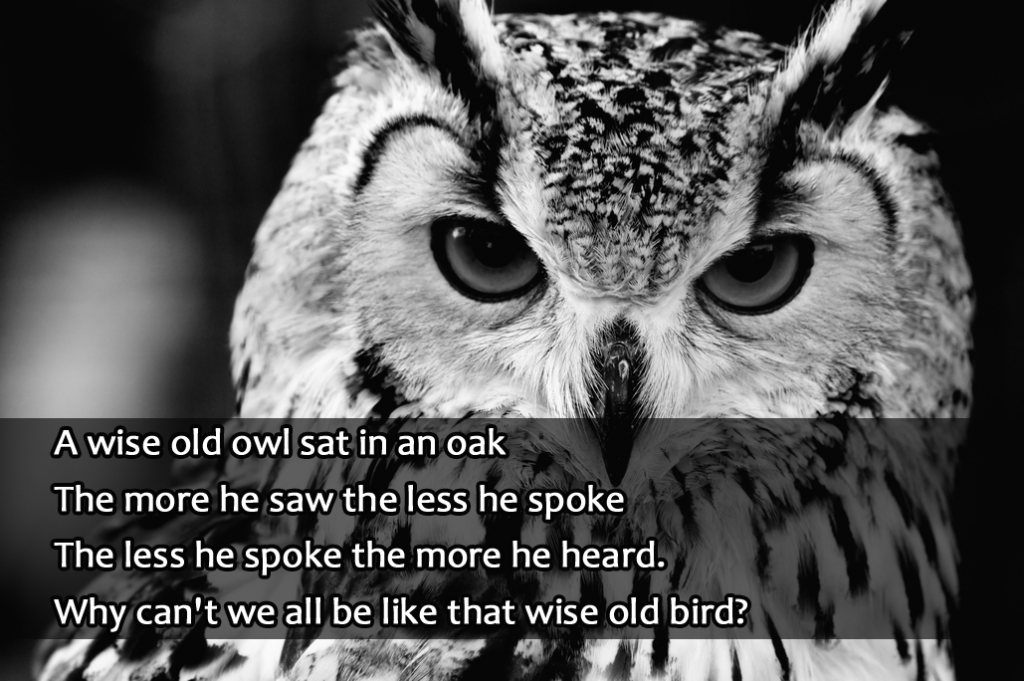 A wise old owl sat in an oak
The more he saw the less he spoke
The less he spoke the more he heard.
Why can't we all be like that wise old bird?